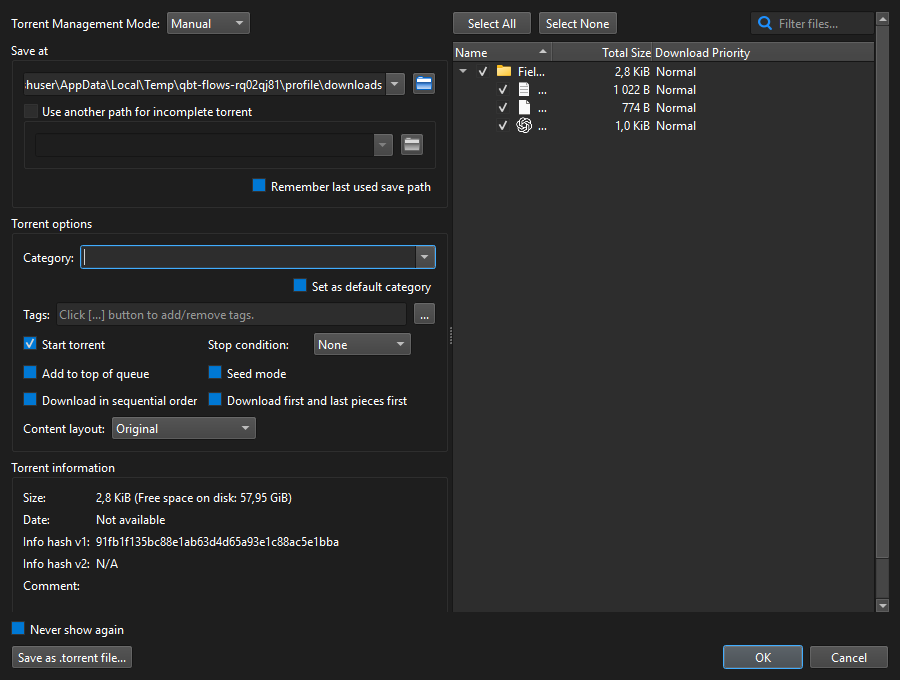 Torrent Management Mode: Manual
Save at
:huser\AppData\Local\Temp\qbt-flows-rq02qj81\profile\downloads
Use another path for incomplete torrent
Remember last used save path
Torrent options
Category:
Set as default category
Tags: Click [...] button to add/remove tags. ...
Start torrent Stop condition: None
Add to top of queue Seed mode
Download in sequential order Download first and last pieces first
Content layout: Original
Torrent information
Size: 2,8 KiB (Free space on disk: 57,95 GiB)
Date: Not available
Info hash v1: 91fb1f135bc88e1ab63d4d65a93e1c88ac5e1bba
Info hash v2: N/A
Comment:
Never show again
Save as .torrent file...
Select All Select None Filter files...
Name Total Size Download Priority
Fiel... 2,8 KiB Normal
... 1 022 B Normal
... 774 B Normal
... 1,0 KiB Normal
OK Cancel